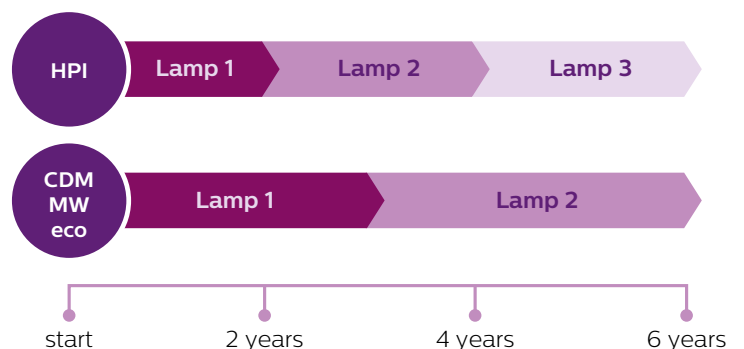 HPI
Lamp 1
Lamp 2
Lamp 3
CDM
MW
eco
Lamp 1
Lamp 2
start
2 years
4 years
6 years